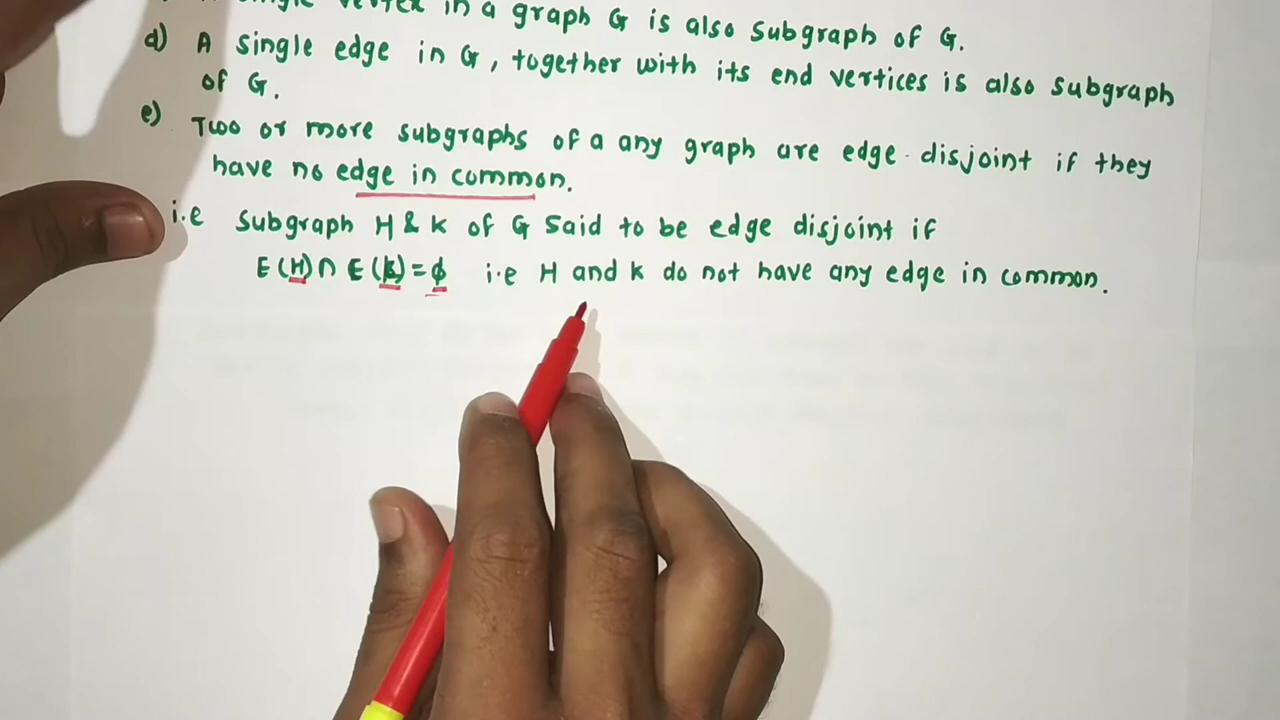 single vertex in a graph G is also subgraph of G.
d) A single edge in G, together with its end vertices is also subgraph
of G.
e) Two or more subgraphs of a any graph are edge-disjoint if they
have no edge in common.
i.e subgraph H & K of G said to be edge disjoint if
E(H) ∩ E(K) = ϕ i.e H and K do not have any edge in common.